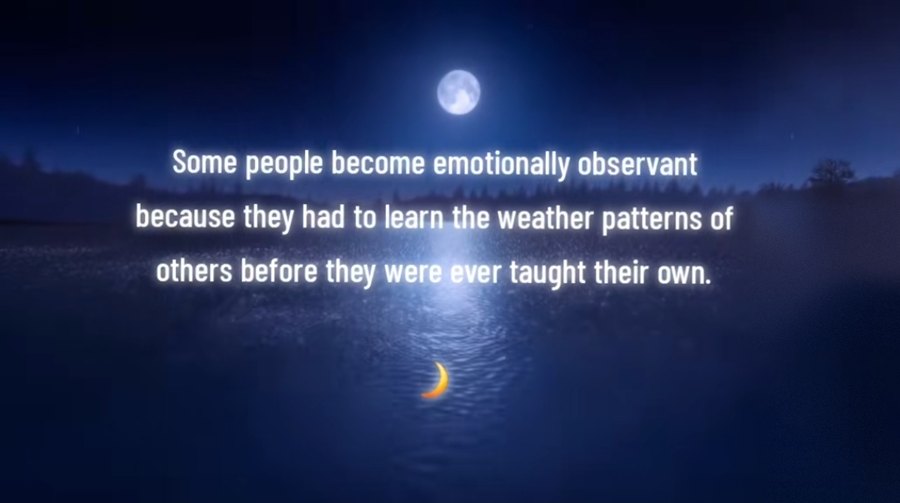 Some people become emotionally observant
because they had to learn the weather patterns of
others before they were ever taught their own.